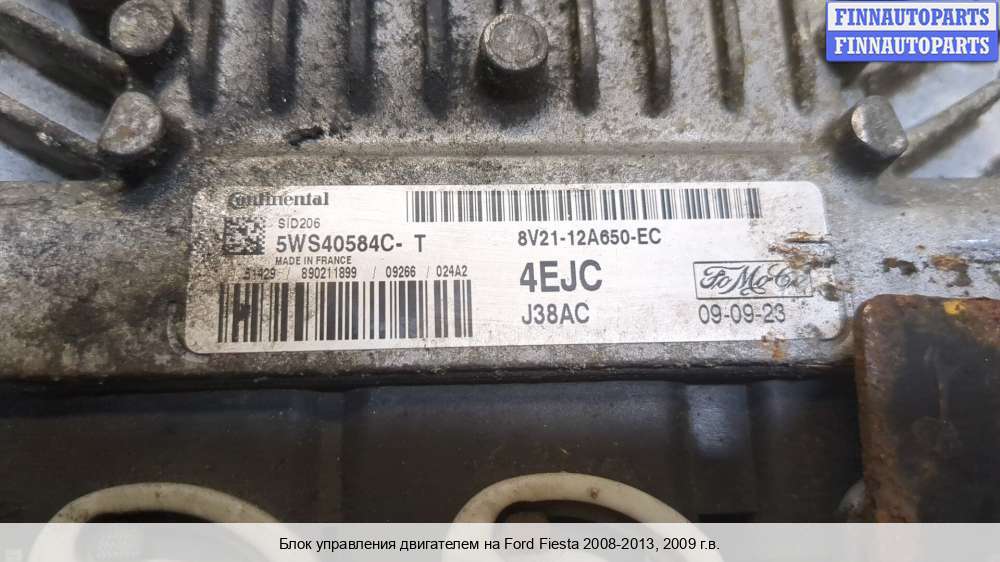 FINNAUTOPARTS
FINNAUTOPARTS
Continental
SID206
5WS40584C- T
MADE IN FRANCE
51429 / 890211899 / 09266 / 024A2
8V21-12A650-EC
4EJC
J38AC
FoMoCo
09-09-23
Блок управления двигателем на Ford Fiesta 2008-2013, 2009 г.в.